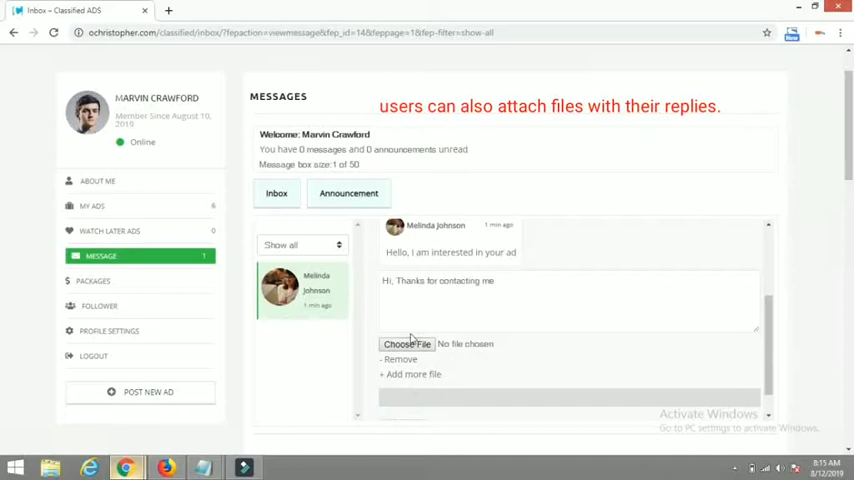 Inbox – Classified ADS
ochristopher.com/classified/inbox/?fepaction=viewmessage&fep_id=14&feppage=1&fep-filter=show-all
New
MARVIN CRAWFORD
Member Since August 10,
2019
Online
ABOUT ME
MY ADS 6
WATCH LATER ADS 0
MESSAGE 1
PACKAGES
FOLLOWER
PROFILE SETTINGS
LOGOUT
POST NEW AD
MESSAGES
users can also attach files with their replies.
Welcome: Marvin Crawford
You have 0 messages and 0 announcements unread
Message box size:1 of 50
Inbox
Announcement
Show all
Melinda
Johnson
1 min ago
Melinda Johnson 1 min ago
Hello, I am interested in your ad
Hi, Thanks for contacting me
Choose File No file chosen
- Remove
+ Add more file
Activate Windows
Go to PC settings to activate Windows.
8:15 AM
8/12/2019